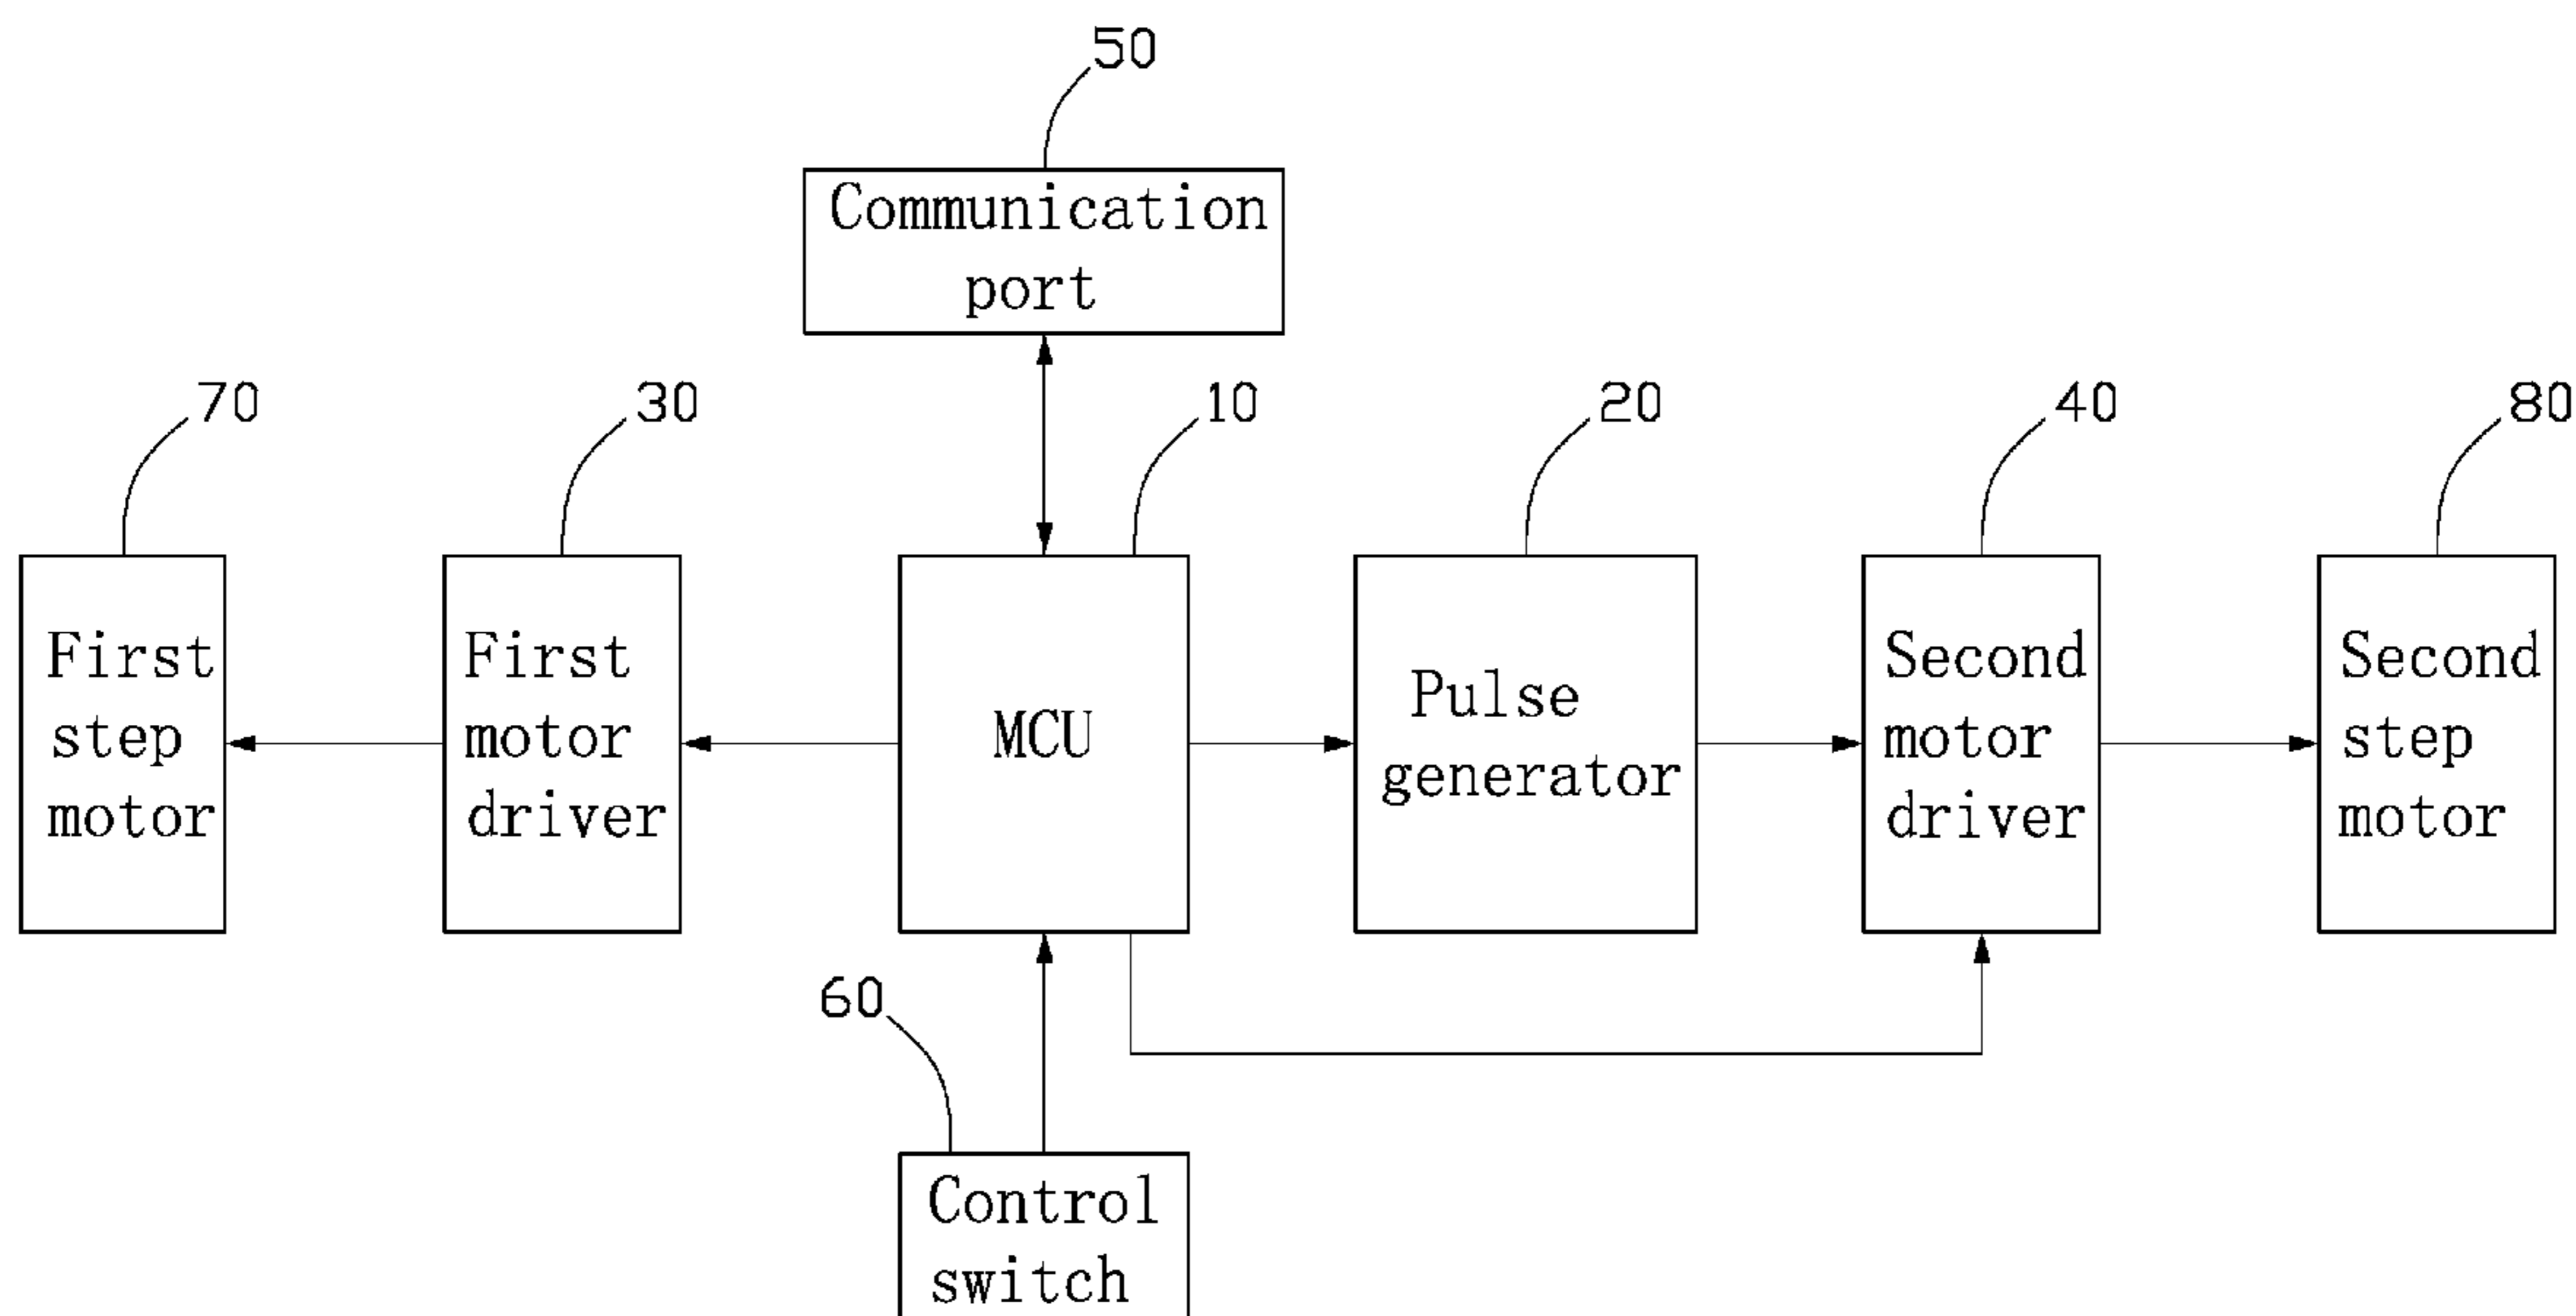 50
Communication
port
70
30
10
20
40
80
First
step
motor
First
motor
driver
MCU
Pulse
generator
Second
motor
driver
Second
step
motor
60
Control
switch